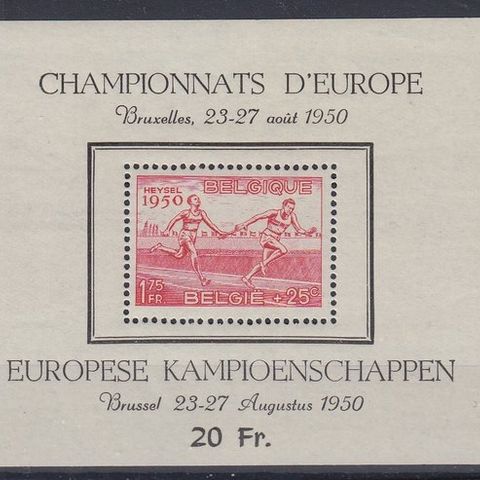 CHAMPIONNATS D'EUROPE
Bruxelles, 23-27 août 1950
HEYSEL BELGIQUE
1950
1.75 FR. BELGIË + 25c
EUROPESE KAMPIOENSCHAPPEN
Brussel 23-27 Augustus 1950
20 Fr.